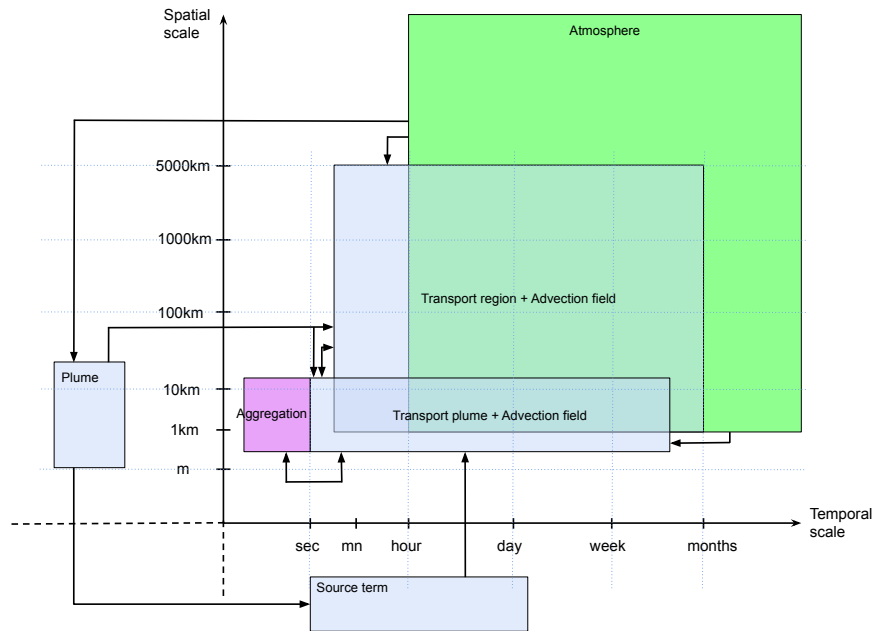 Spatial
scale
Atmosphere
5000km
1000km
Transport region + Advection field
100km
Plume
10km
Aggregation
Transport plume + Advection field
1km
m
Temporal
scale
sec
mn
hour
day
week
months
Source term